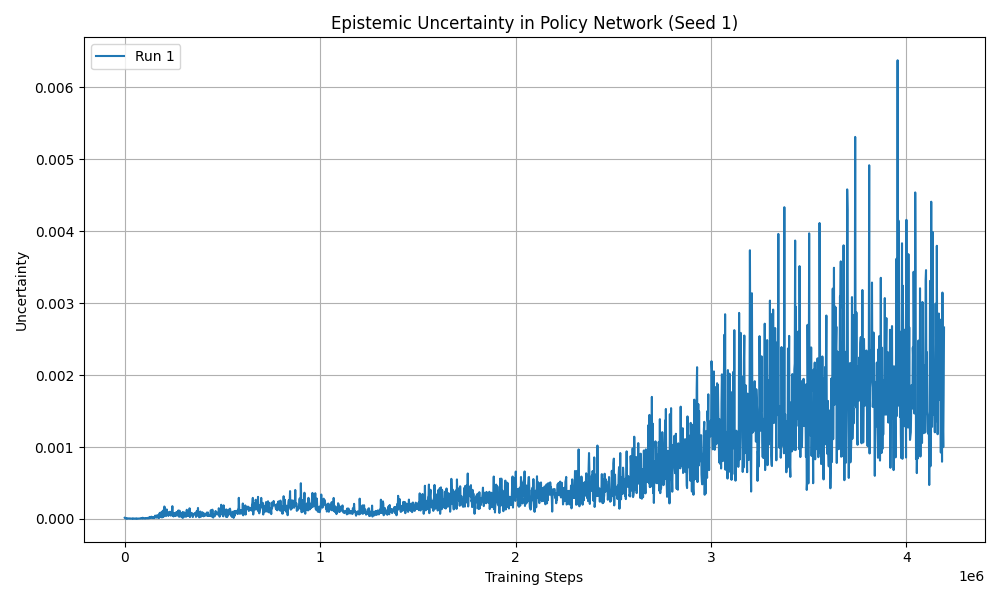 Epistemic Uncertainty in Policy Network (Seed 1)
Run 1
Uncertainty
0.006
0.005
0.004
0.003
0.002
0.001
0.000
0 1 2 3 4
1e6
Training Steps